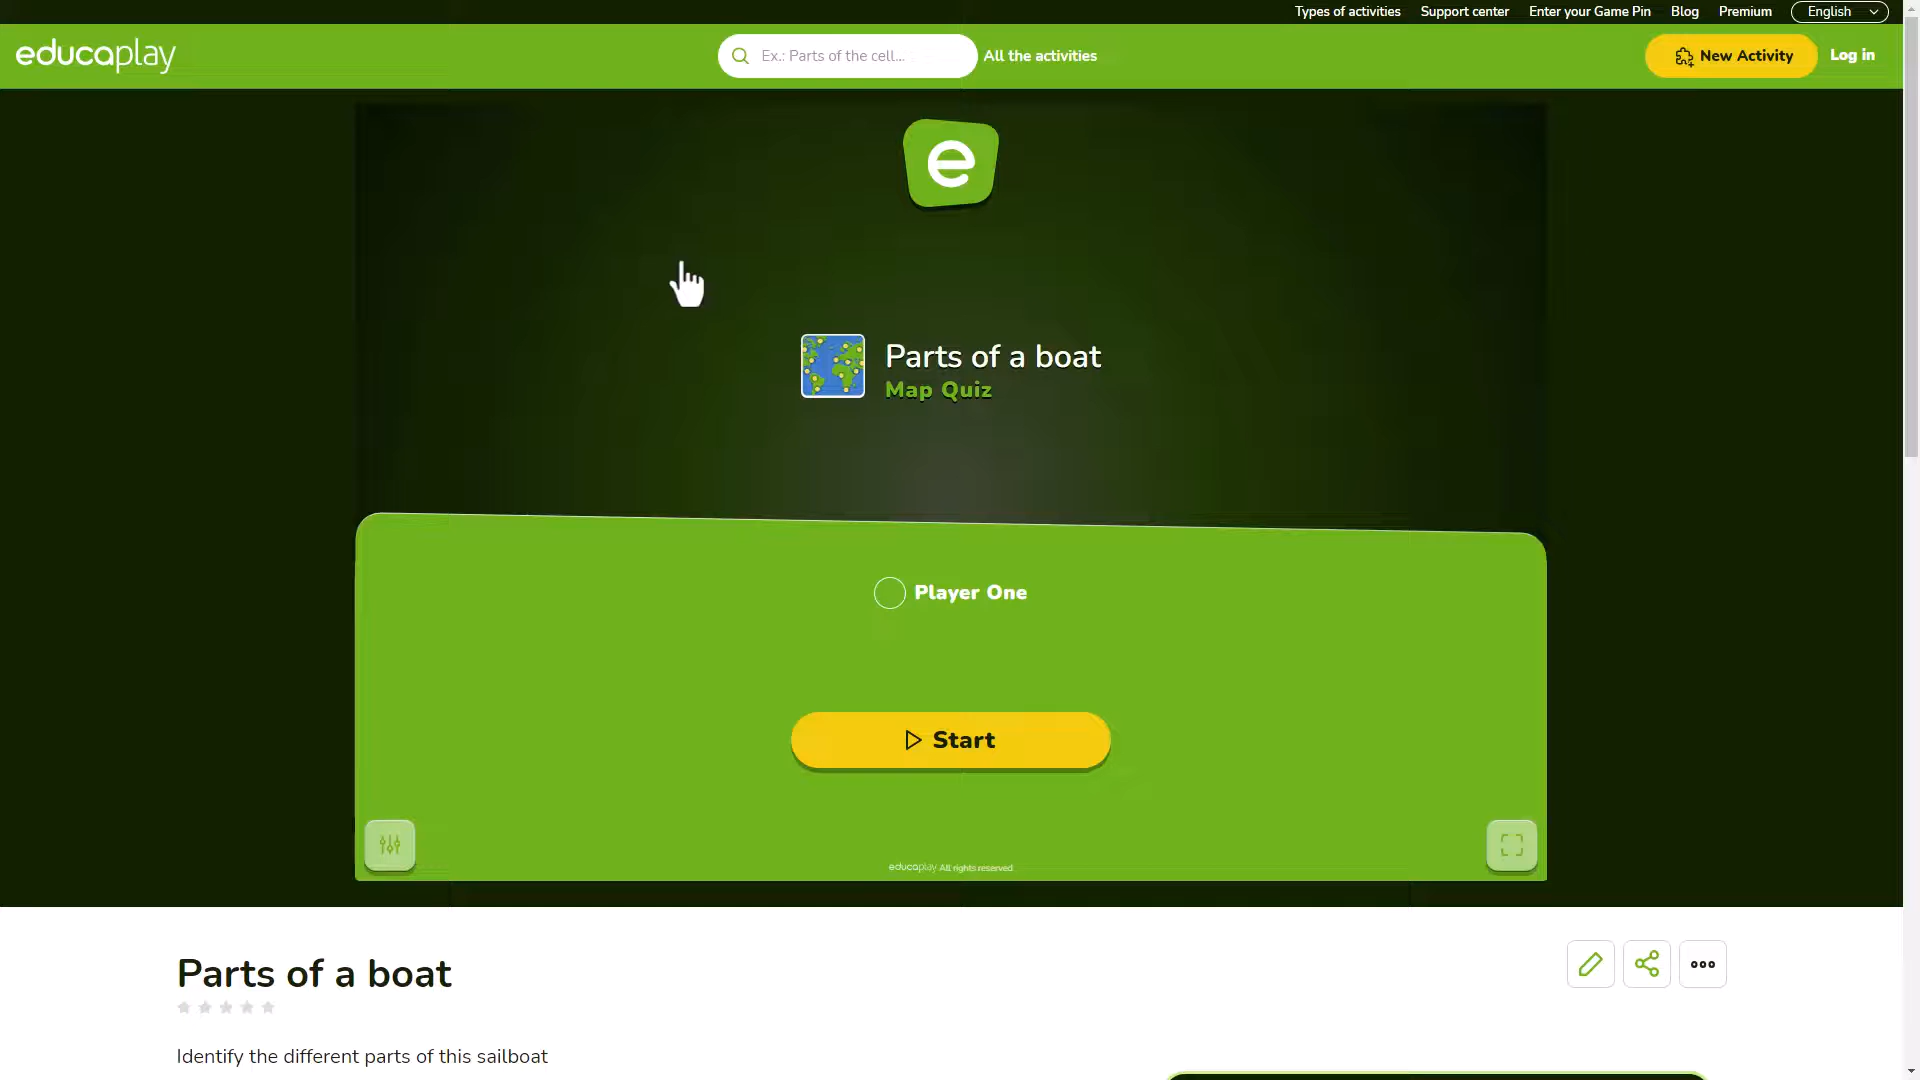 Types of activities Support center Enter your Game Pin Blog Premium English
educaplay Ex.: Parts of the cell... All the activities New Activity Log in
e
Parts of a boat
Map Quiz
Player One
Start
educaplay All rights reserved
Parts of a boat
Identify the different parts of this sailboat